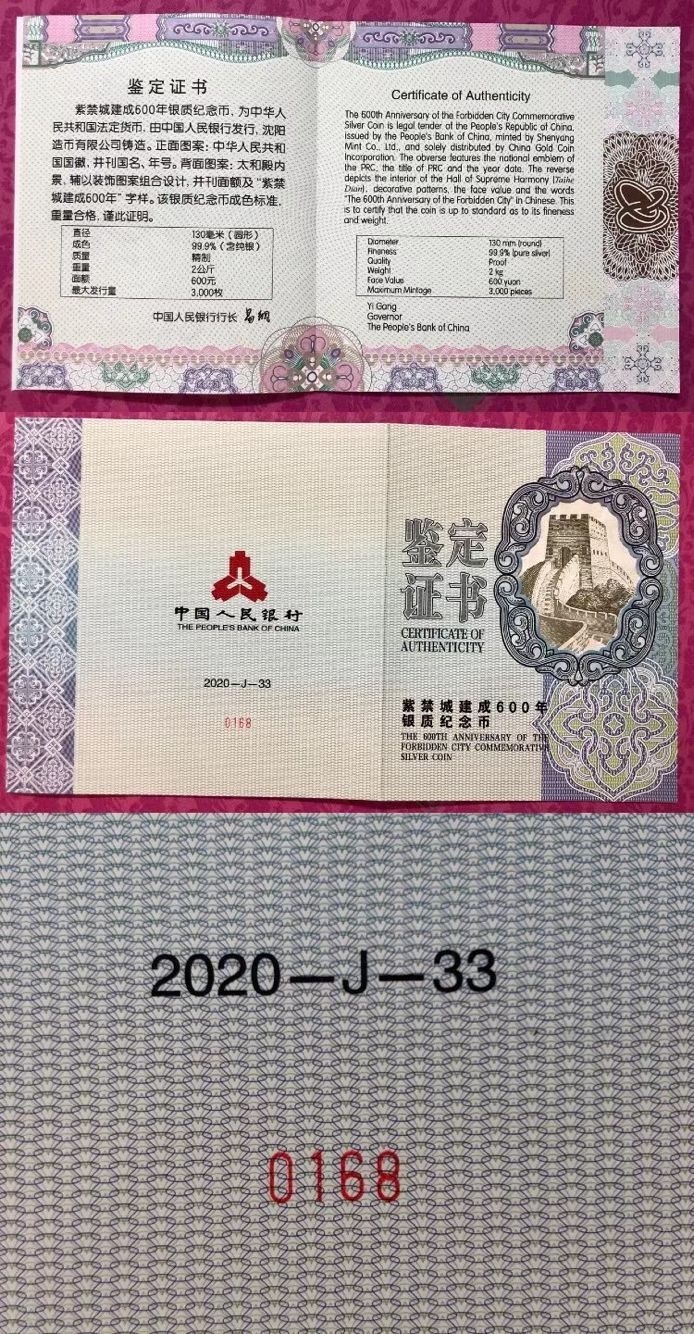 鉴定证书
紫禁城建成600年银质纪念币，为中华人
民共和国法定货币，由中国人民银行发行，沈阳
造币有限公司铸造。正面图案：中华人民共和
国国徽，并刊国名、年号。背面图案：太和殿内
景，辅以装饰图案组合设计，并刊面额及“紫禁
城建成600年”字样。该银质纪念币成色标准，
重量合格，谨此证明。
直径 130毫米（圆形）
成色 99.9%（含纯银）
质量 精制
重量 2公斤
面额 600元
最大发行量 3,000枚
中国人民银行行长 易纲
Certificate of Authenticity
The 600th Anniversary of the Forbidden City Commemorative
Silver Coin is legal tender of the People's Republic of China,
issued by the People's Bank of China, minted by Shenyang
Mint Co., Ltd., and solely distributed by China Gold Coin
Incorporation. The obverse features the national emblem of
the PRC, the title of PRC and the year date. The reverse
depicts the interior of the Hall of Supreme Harmony (Taihe
Dian), decorative patterns, the face value and the words
"The 600th Anniversary of the Forbidden City" in Chinese. This
is to certify that the coin is up to standard as to its fineness
and weight.
Diameter 130 mm (round)
Fineness 99.9% (pure silver)
Quality Proof
Weight 2 kg
Face Value 600 yuan
Maximum Mintage 3,000 pieces
Yi Gang
Governor
The People's Bank of China
中国人民银行
THE PEOPLE'S BANK OF CHINA
2020-J-33
0168
鉴定
证书
CERTIFICATE OF
AUTHENTICITY
紫禁城建成600年
银质纪念币
THE 600TH ANNIVERSARY OF THE
FORBIDDEN CITY COMMEMORATIVE
SILVER COIN
2020-J-33
0168